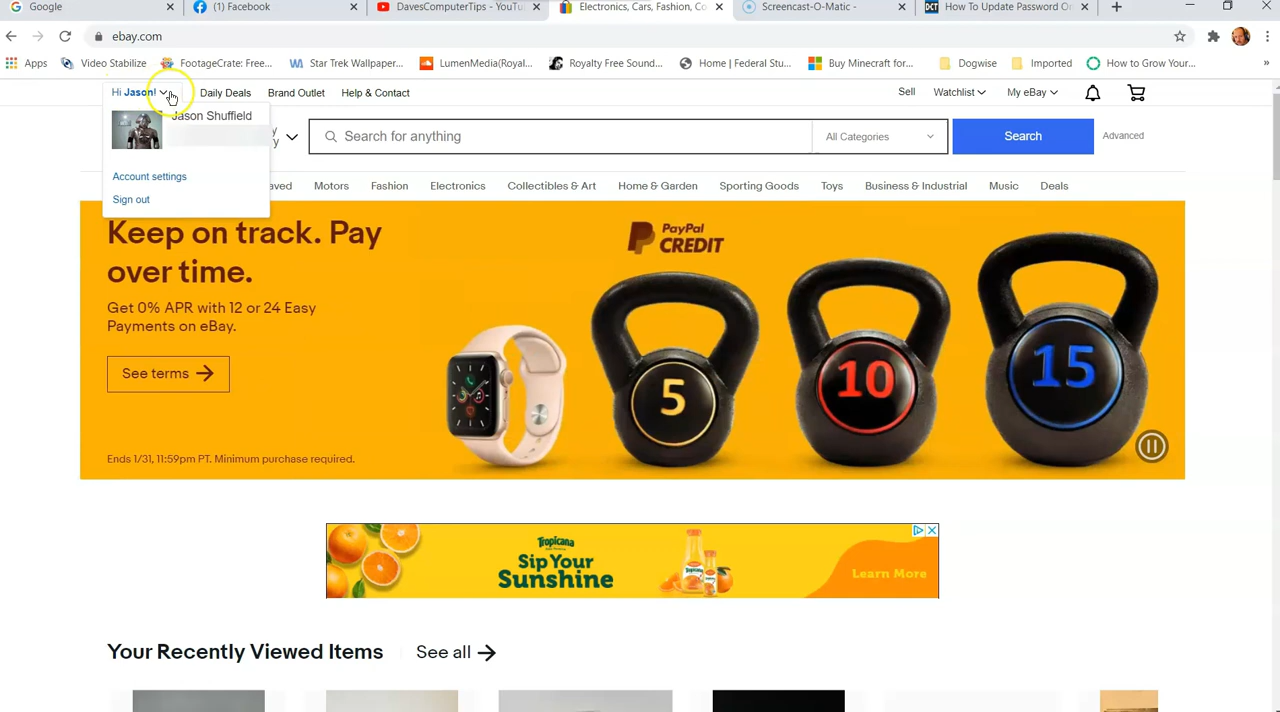 Google
(1) Facebook
DavesComputerTips - YouTu
Electronics, Cars, Fashion, Co
Screencast-O-Matic -
DCT How To Update Password On
ebay.com
Apps
Video Stabilize
FootageCrate: Free...
Star Trek Wallpaper...
LumenMedia(Royal...
Royalty Free Sound...
Home | Federal Stu...
Buy Minecraft for...
Dogwise
Imported
How to Grow Your...
»
Hi Jason!
Daily Deals
Brand Outlet
Help & Contact
Sell
Watchlist
My eBay
Jason Shuffield
Account settings
Sign out
Search for anything
All Categories
Search
Advanced
aved
Motors
Fashion
Electronics
Collectibles & Art
Home & Garden
Sporting Goods
Toys
Business & Industrial
Music
Deals
Keep on track. Pay
over time.
Get 0% APR with 12 or 24 Easy
Payments on eBay.
See terms
Ends 1/31, 11:59pm PT. Minimum purchase required.
PayPal
CREDIT
5
10
15
Tropicana
Sip Your
Sunshine
Learn More
Your Recently Viewed Items
See all